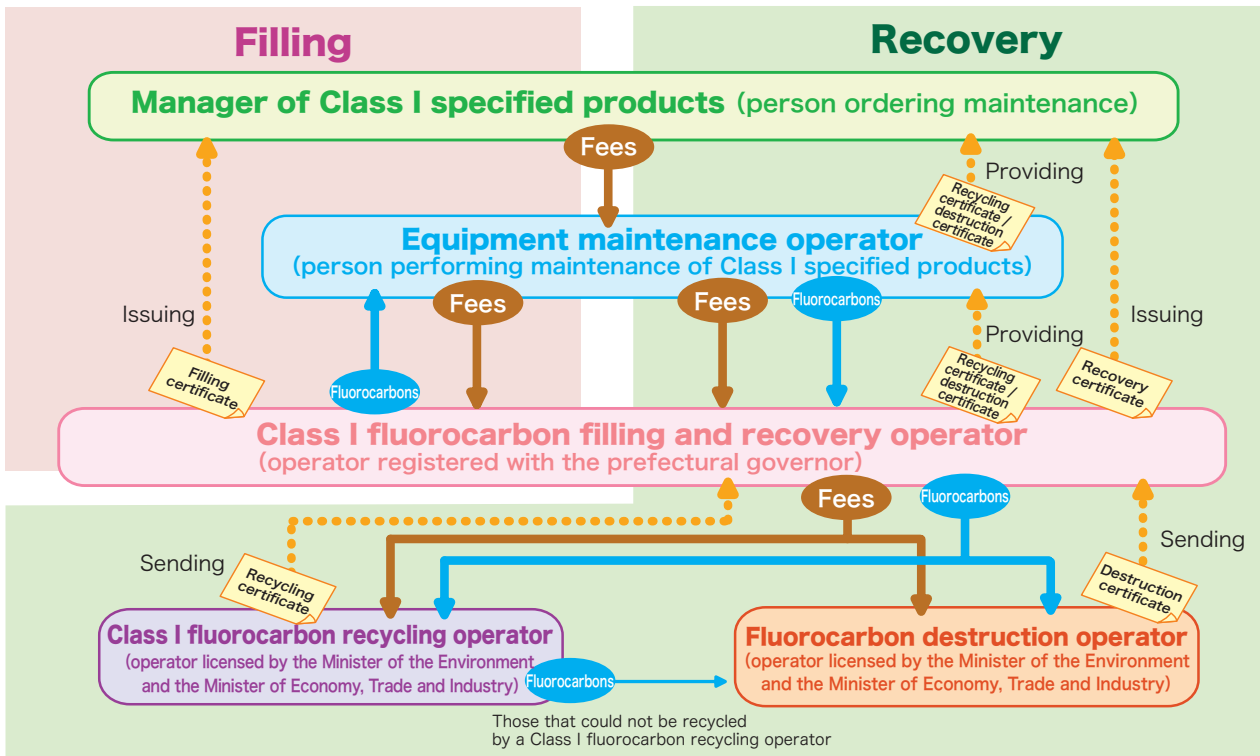 Filling
Recovery
Manager of Class I specified products (person ordering maintenance)
Fees
Providing
Recycling
certificate /
destruction
certificate
Equipment maintenance operator
(person performing maintenance of Class I specified products)
Issuing
Filling
certificate
Fluorocarbons
Fees
Fees
Fluorocarbons
Providing
Recycling
certificate /
destruction
certificate
Issuing
Recovery
certificate
Class I fluorocarbon filling and recovery operator
(operator registered with the prefectural governor)
Fees
Fluorocarbons
Sending
Recycling
certificate
Sending
Destruction
certificate
Class I fluorocarbon recycling operator
(operator licensed by the Minister of the Environment
and the Minister of Economy, Trade and Industry)
Fluorocarbons
Fluorocarbon destruction operator
(operator licensed by the Minister of the Environment
and the Minister of Economy, Trade and Industry)
Those that could not be recycled
by a Class I fluorocarbon recycling operator